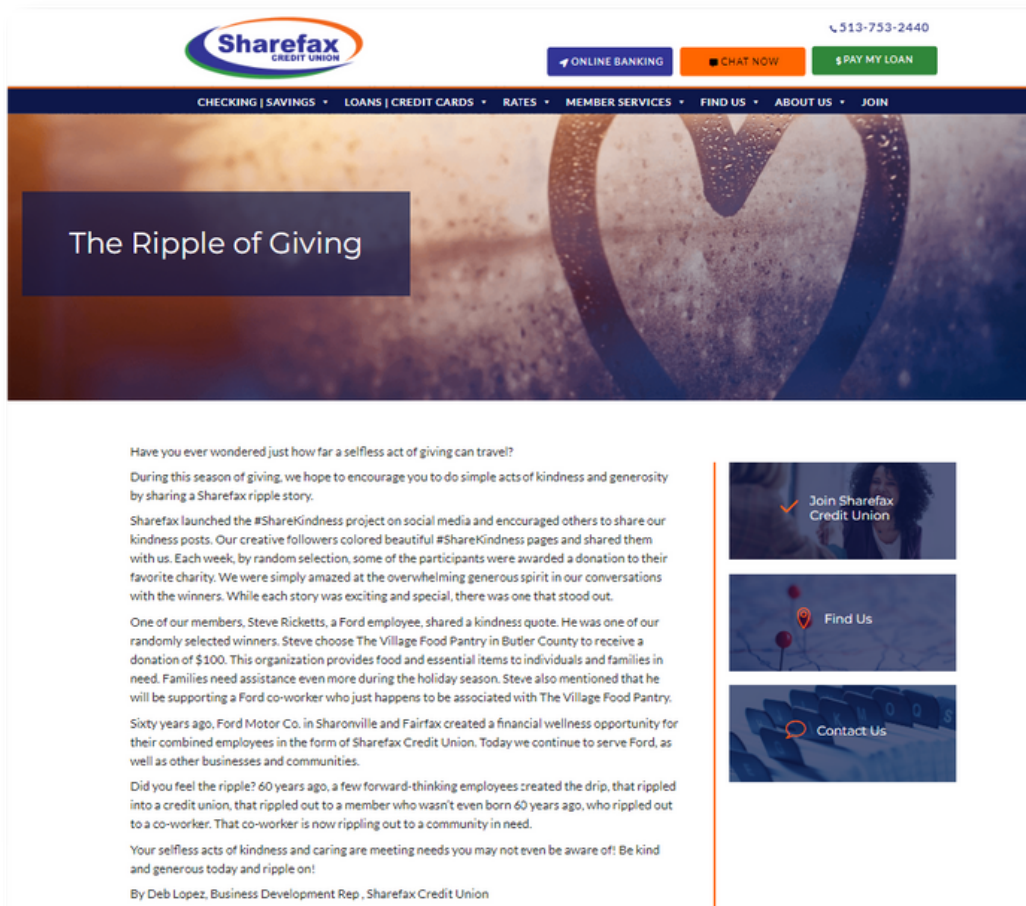 Sharefax
CREDIT UNION
513-753-2440
ONLINE BANKING
CHAT NOW
$ PAY MY LOAN
CHECKING | SAVINGS
LOANS | CREDIT CARDS
RATES
MEMBER SERVICES
FIND US
ABOUT US
JOIN
The Ripple of Giving
Have you ever wondered just how far a selfless act of giving can travel?
During this season of giving, we hope to encourage you to do simple acts of kindness and generosity
by sharing a Sharefax ripple story.
Sharefax launched the #ShareKindness project on social media and encouraged others to share our
kindness posts. Our creative followers colored beautiful #ShareKindness pages and shared them
with us. Each week, by random selection, some of the participants were awarded a donation to their
favorite charity. We were simply amazed at the overwhelming generous spirit in our conversations
with the winners. While each story was exciting and special, there was one that stood out.
One of our members, Steve Ricketts, a Ford employee, shared a kindness quote. He was one of our
randomly selected winners. Steve choose The Village Food Pantry in Butler County to receive a
donation of $100. This organization provides food and essential items to individuals and families in
need. Families need assistance even more during the holiday season. Steve also mentioned that he
will be supporting a Ford co-worker who just happens to be associated with The Village Food Pantry.
Sixty years ago, Ford Motor Co. in Sharonville and Fairfax created a financial wellness opportunity for
their combined employees in the form of Sharefax Credit Union. Today we continue to serve Ford, as
well as other businesses and communities.
Did you feel the ripple? 60 years ago, a few forward-thinking employees created the drip, that rippled
into a credit union, that rippled out to a member who wasn't even born 60 years ago, who rippled out
to a co-worker. That co-worker is now rippling out to a community in need.
Your selfless acts of kindness and caring are meeting needs you may not even be aware of! Be kind
and generous today and ripple on!
By Deb Lopez, Business Development Rep , Sharefax Credit Union
Join Sharefax
Credit Union
Find Us
Contact Us